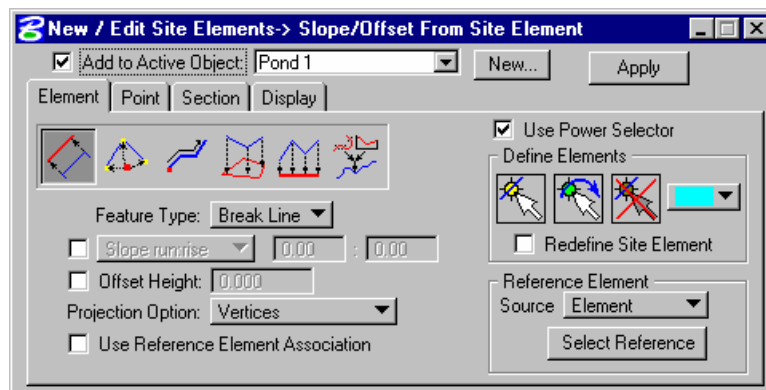 New / Edit Site Elements-> Slope/Offset From Site Element
Add to Active Object: Pond 1 New... Apply
Element Point Section Display
Use Power Selector
Define Elements
Feature Type: Break Line
Slope run:rise 0.00 : 0.00
Redefine Site Element
Offset Height: 0.000
Reference Element
Projection Option: Vertices
Source Element
Use Reference Element Association
Select Reference